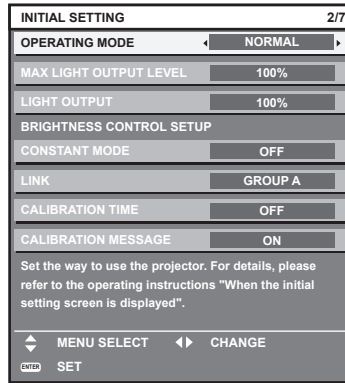 INITIAL SETTING 2/7
OPERATING MODE NORMAL
MAX LIGHT OUTPUT LEVEL 100%
LIGHT OUTPUT 100%
BRIGHTNESS CONTROL SETUP
CONSTANT MODE OFF
LINK GROUP A
CALIBRATION TIME OFF
CALIBRATION MESSAGE ON
Set the way to use the projector. For details, please
refer to the operating instructions "When the initial
setting screen is displayed".
MENU SELECT CHANGE
ENTER SET